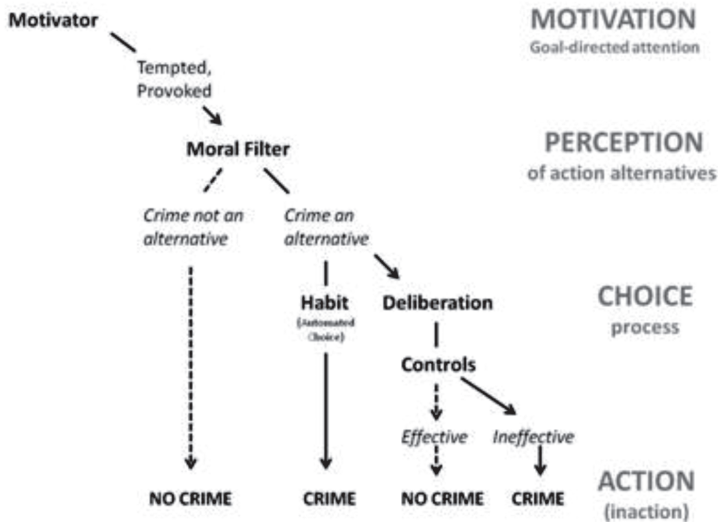 Motivator
MOTIVATION
Goal-directed attention
Tempted,
Provoked
Moral Filter
PERCEPTION
of action alternatives
Crime not an
alternative
Crime an
alternative
Habit
(Automated
Choice)
Deliberation
CHOICE
process
Controls
Effective
Ineffective
ACTION
(inaction)
NO CRIME
CRIME
NO CRIME
CRIME